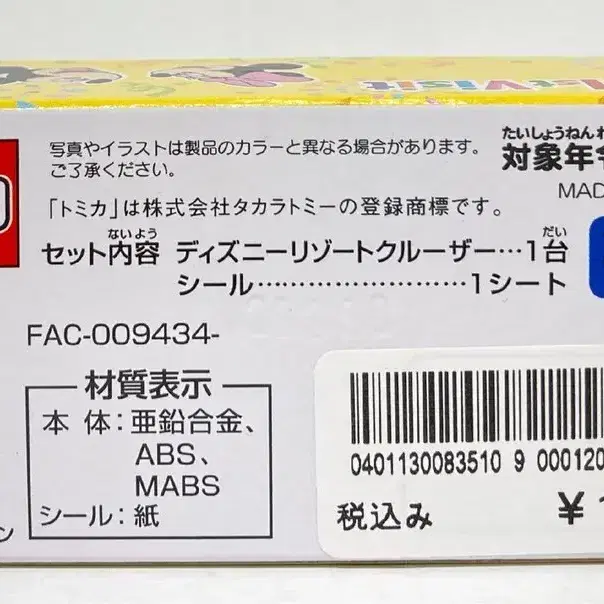 写真やイラストは製品のカラーと異なる場合があります。
ご了承ください。
たいしょうねんれ
対象年令
MAD
「トミカ」は株式会社タカラトミーの登録商標です。
ないよう だい
セット内容 ディズニーリゾートクルーザー…1台
シール……………………1シート
FAC-009434-
材質表示
本 体:亜鉛合金、
ABS、
MABS
シール:紙
ン
0401130083510 9 000120
税込み ¥1